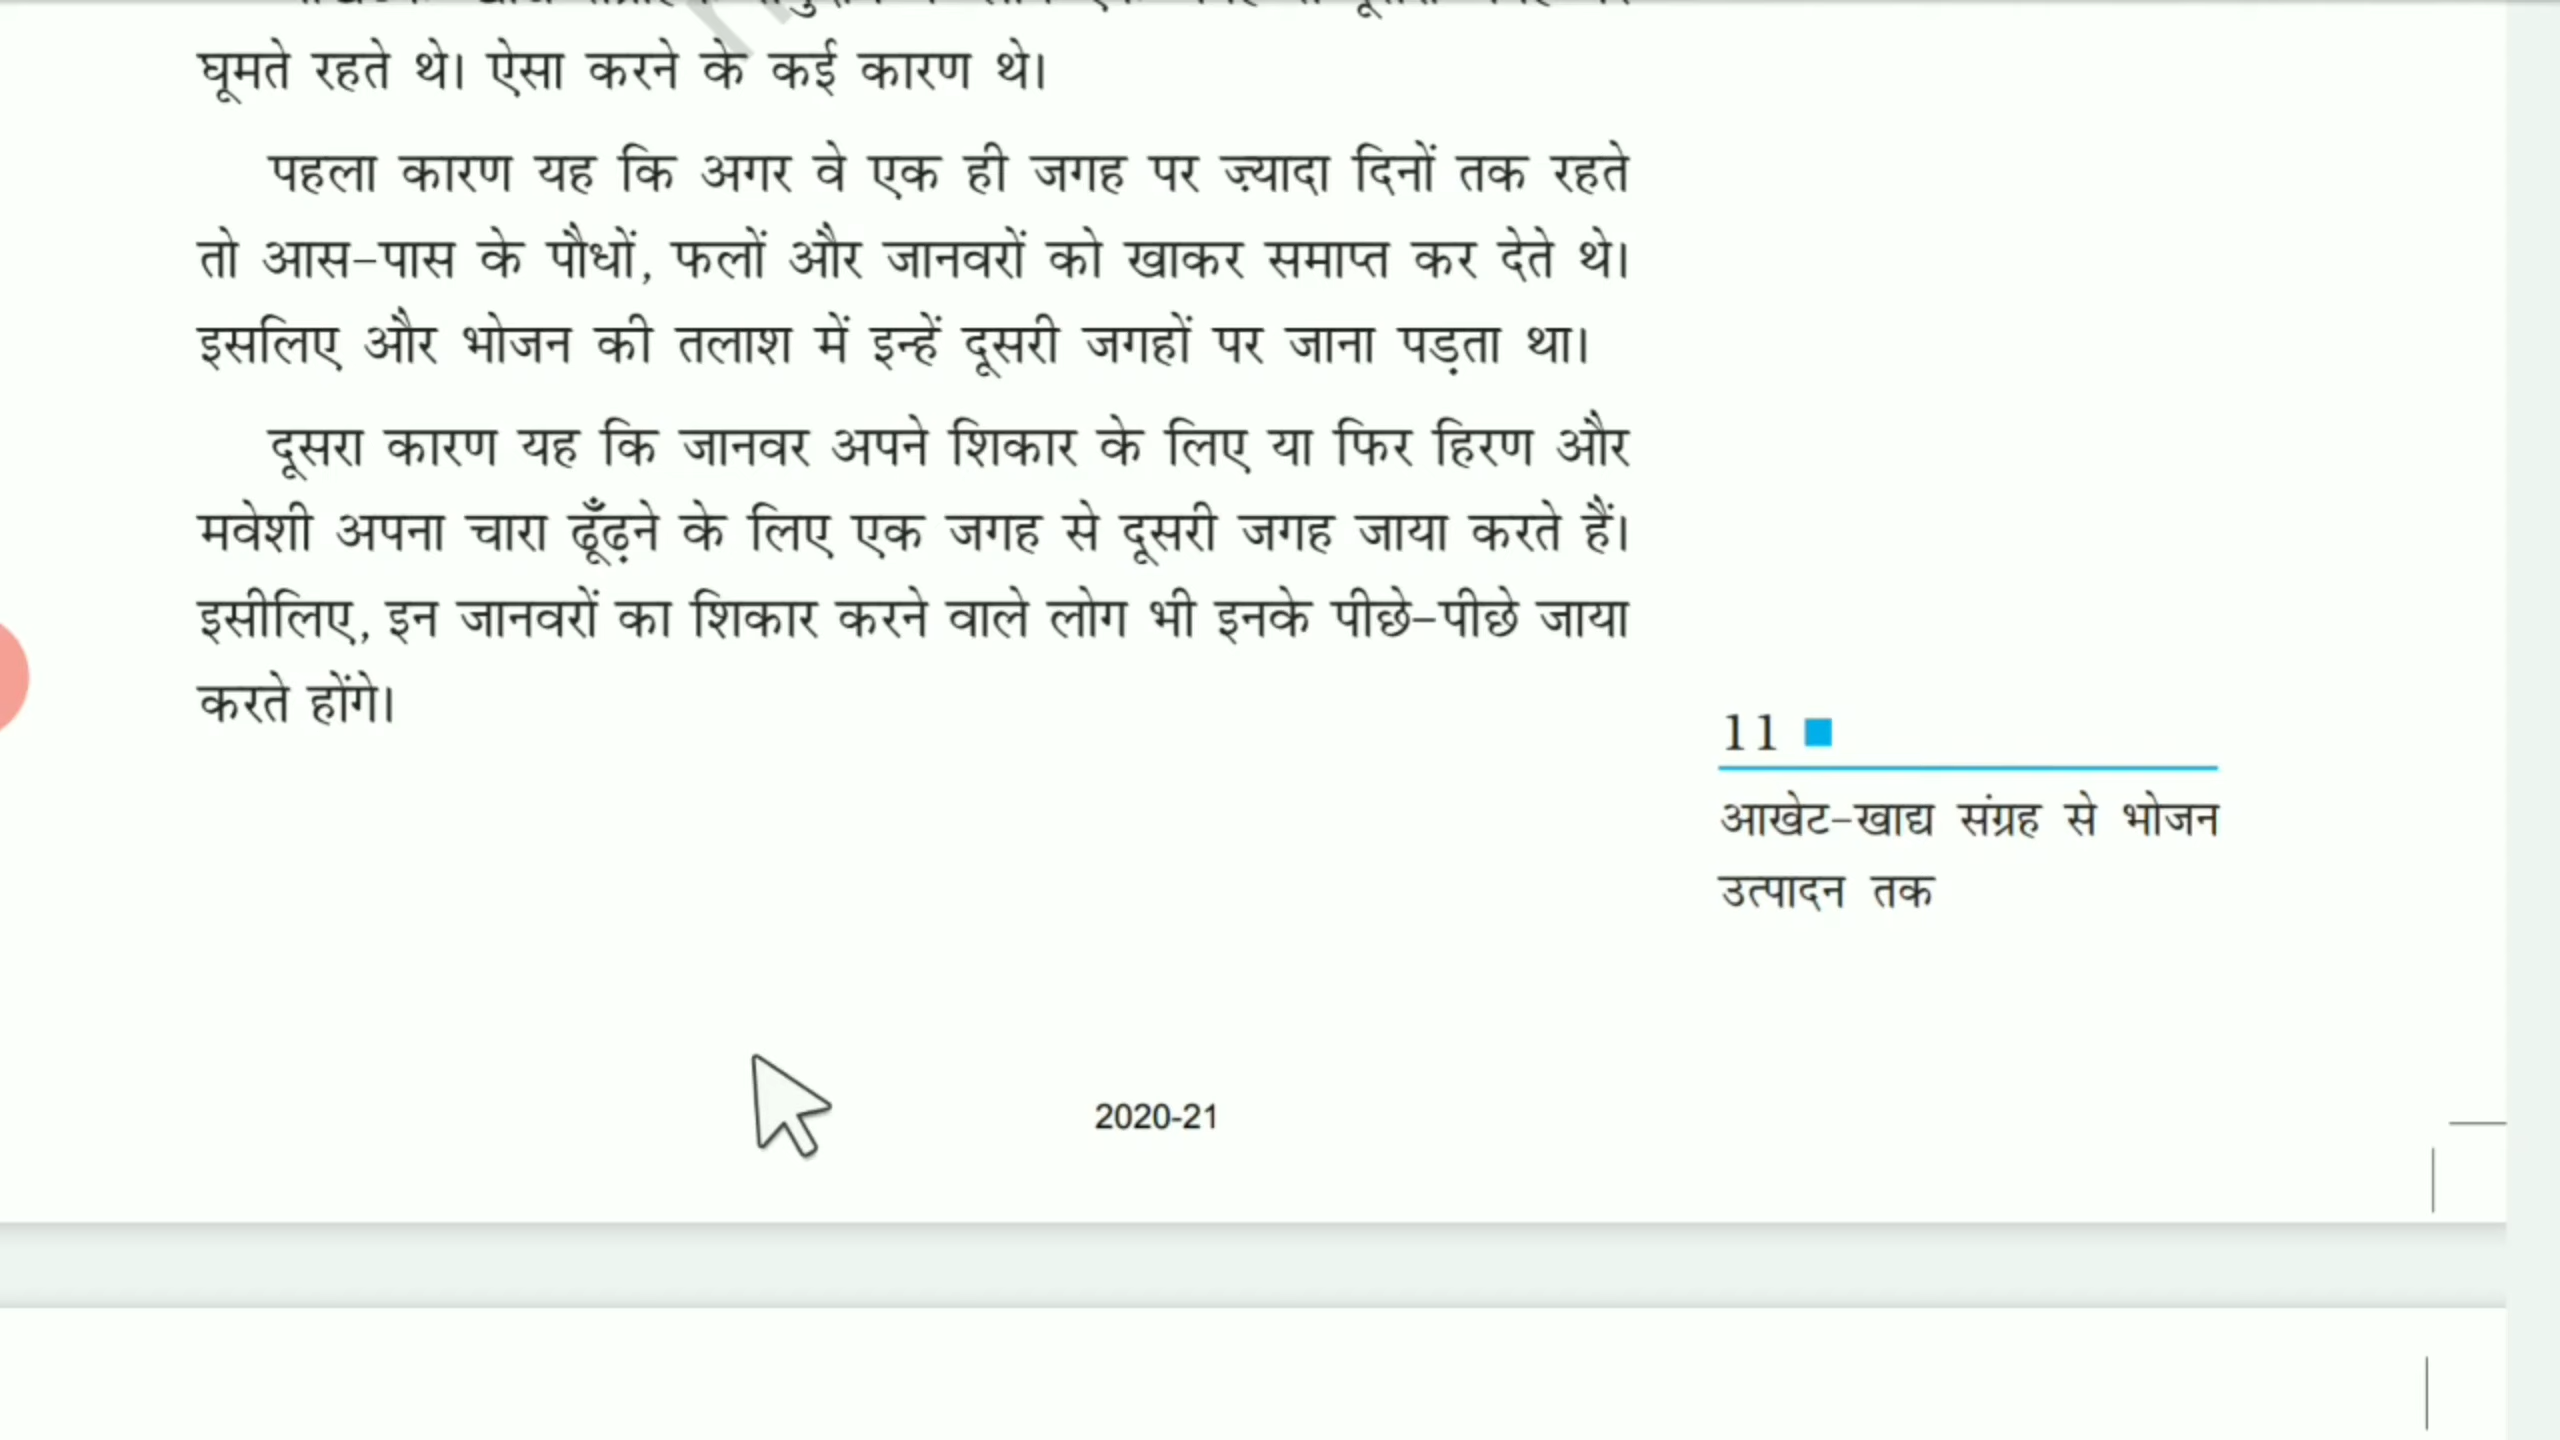 घूमते रहते थे। ऐसा करने के कई कारण थे।
पहला कारण यह कि अगर वे एक ही जगह पर ज़्यादा दिनों तक रहते
तो आस-पास के पौधों, फलों और जानवरों को खाकर समाप्त कर देते थे।
इसलिए और भोजन की तलाश में इन्हें दूसरी जगहों पर जाना पड़ता था।
दूसरा कारण यह कि जानवर अपने शिकार के लिए या फिर हिरण और
मवेशी अपना चारा ढूँढ़ने के लिए एक जगह से दूसरी जगह जाया करते हैं।
इसीलिए, इन जानवरों का शिकार करने वाले लोग भी इनके पीछे-पीछे जाया
करते होंगे।
11
आखेट-खाद्य संग्रह से भोजन
उत्पादन तक
2020-21